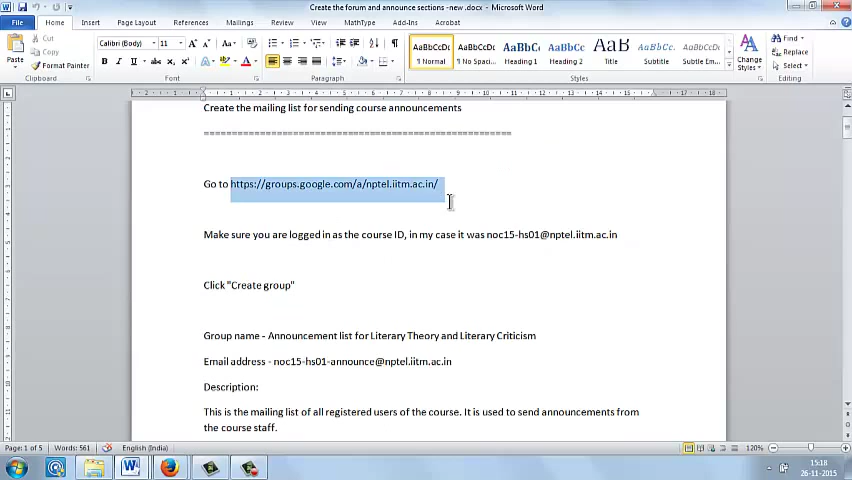 Create the forum and announce sections -new .docx - Microsoft Word
File Home Insert Page Layout References Mailings Review View MathType Add-Ins Acrobat
Cut
Copy
Format Painter
Paste
Calibri (Body) 11
AaBbCcDc AaBbCcDc AaBbCc AaBbCc AaB AaBbCc. AaBbCcDc
¶ Normal ¶ No Spaci... Heading 1 Heading 2 Title Subtitle Subtle Em...
Change Styles
Find
Replace
Select
Clipboard Font Paragraph Styles Editing
Create the mailing list for sending course announcements
=======================================================
Go to https://groups.google.com/a/nptel.iitm.ac.in/
Make sure you are logged in as the course ID, in my case it was noc15-hs01@nptel.iitm.ac.in
Click "Create group"
Group name - Announcement list for Literary Theory and Literary Criticism
Email address - noc15-hs01-announce@nptel.iitm.ac.in
Description:
This is the mailing list of all registered users of the course. It is used to send announcements from
the course staff.
Page: 1 of 5 Words: 561 English (India) 120%
15:18
26-11-2015